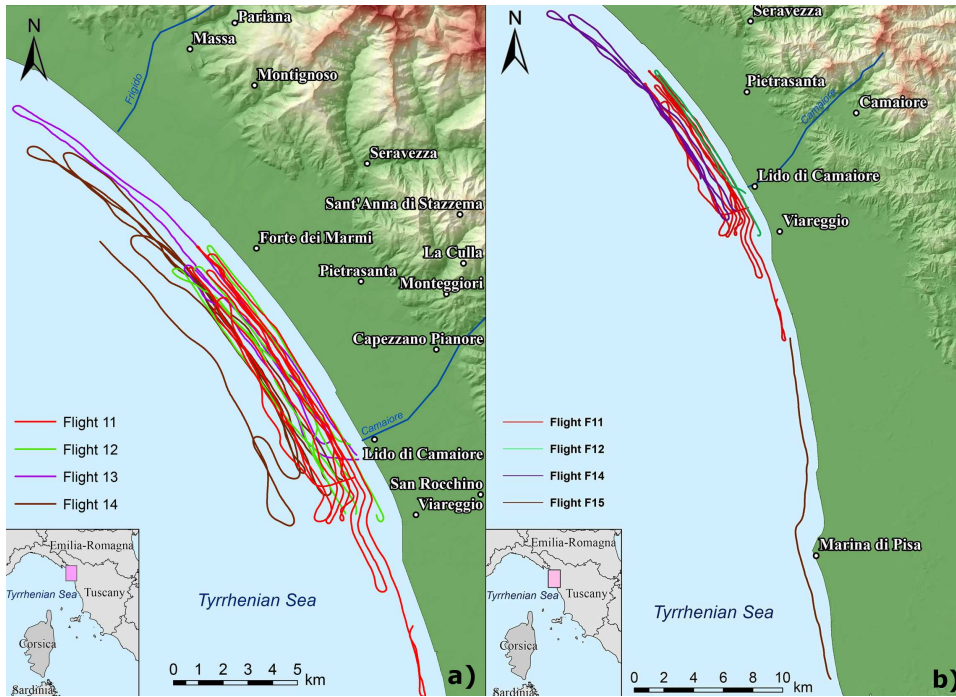 N
Pariana
Massa
Frigido
Montignoso
Seravezza
Sant'Anna di Stazzema
Forte dei Marmi
La Culla
Pietrasanta
Monteggiori
Capezzano Pianore
Camaiore
Lido di Camaiore
San Rocchino
Viareggio
Flight 11
Flight 12
Flight 13
Flight 14
Emilia-Romagna
Tyrrhenian Sea
Tuscany
Corsica
Sardinia
Tyrrhenian Sea
0 1 2 3 4 5
km
a)
N
Seravezza
Pietrasanta
Camaiore
Camaiore
Lido di Camaiore
Viareggio
Flight F11
Flight F12
Flight F14
Flight F15
Marina di Pisa
Emilia-Romagna
Tyrrhenian Sea
Tuscany
Corsica
Sardinia
Tyrrhenian Sea
0 2 4 6 8 10
km
b)